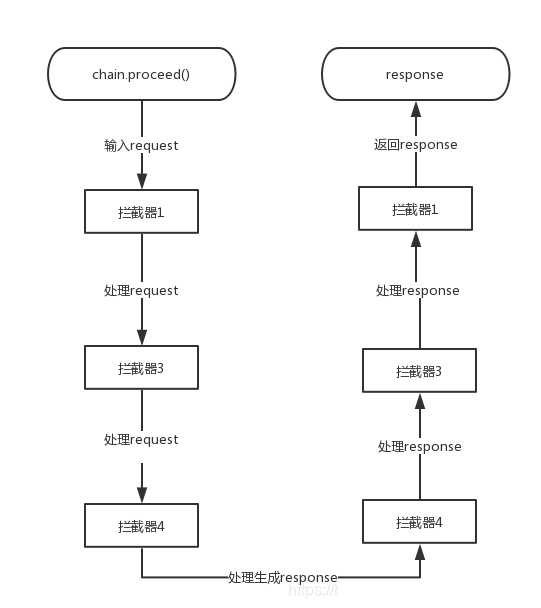 chain.proceed()
输入request
拦截器1
处理request
拦截器3
处理request
拦截器4
处理生成response
拦截器4
处理response
拦截器3
处理response
拦截器1
返回response
response